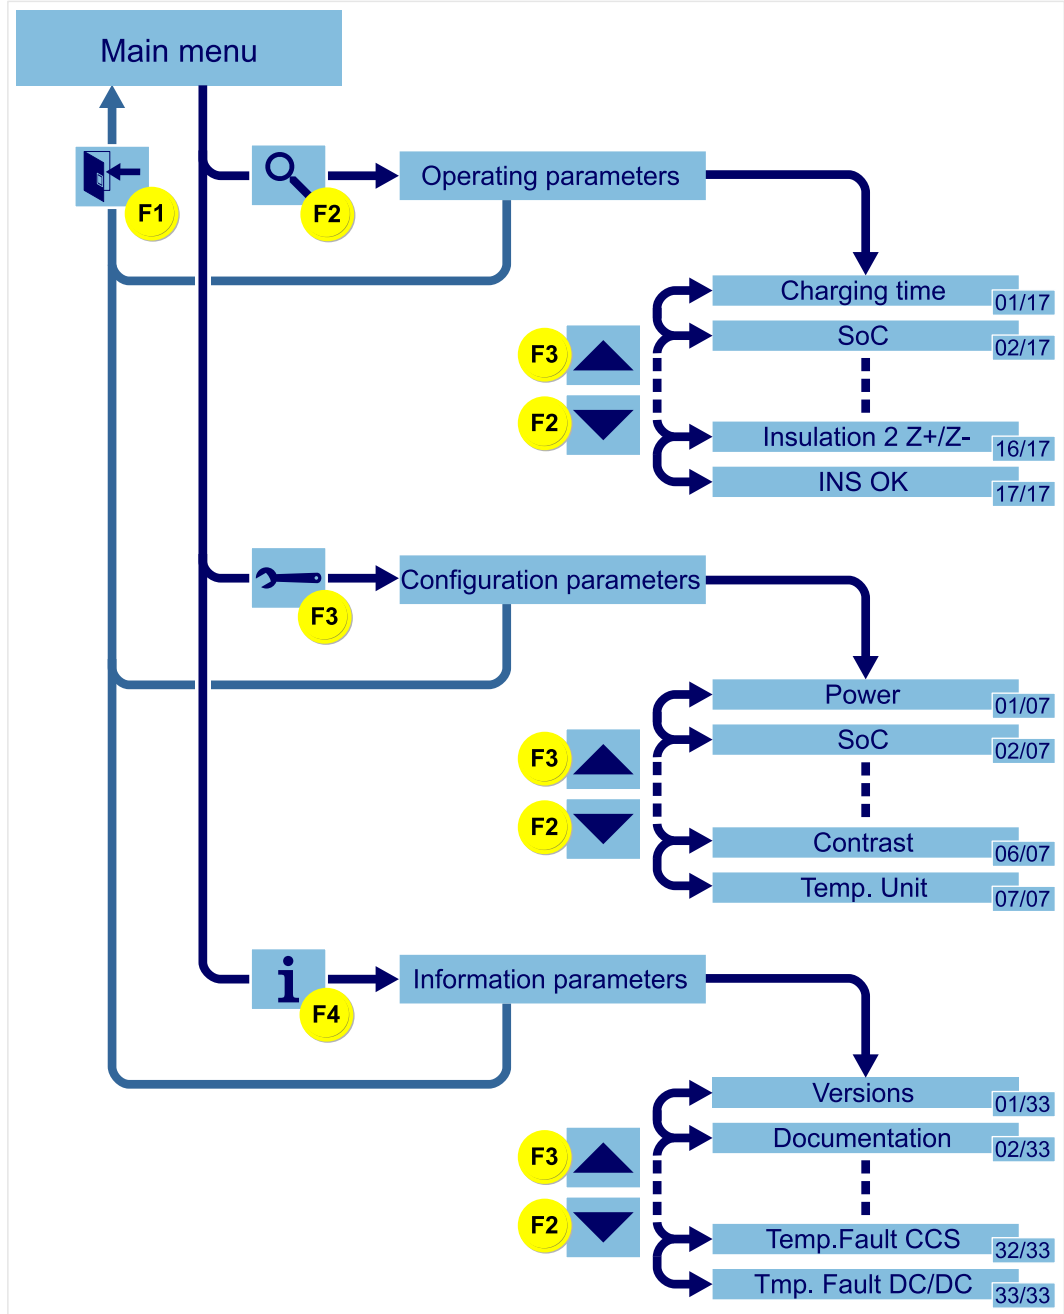 Main menu
F1
F2
Operating parameters
Charging time
01/17
SoC
02/17
F3
F2
Insulation 2 Z+/Z-
16/17
INS OK
17/17
F3
Configuration parameters
Power
01/07
SoC
02/07
F3
F2
Contrast
06/07
Temp. Unit
07/07
i
F4
Information parameters
Versions
01/33
Documentation
02/33
F3
F2
Temp.Fault CCS
32/33
Tmp. Fault DC/DC
33/33